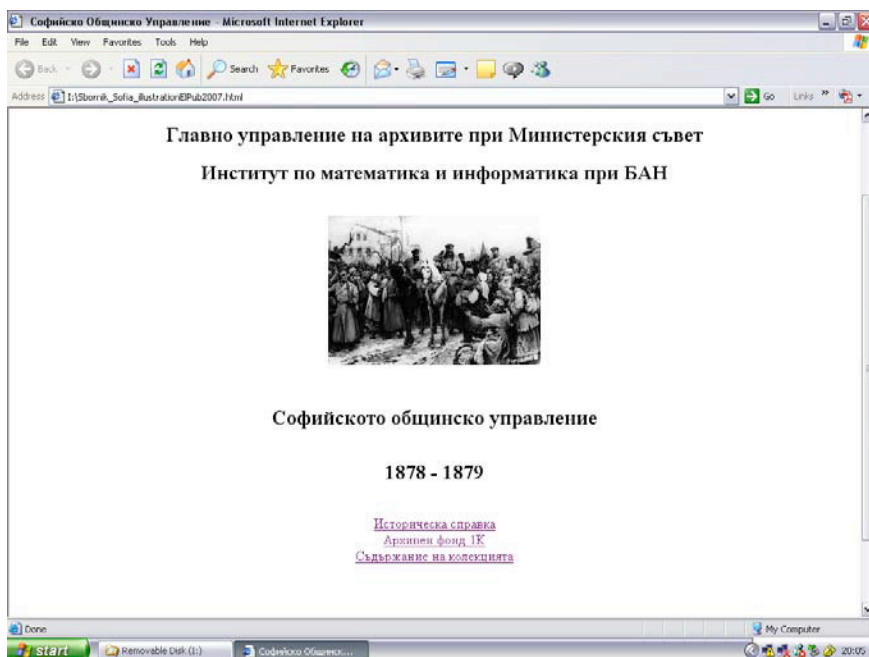 Софийско Общинско Управление - Microsoft Internet Explorer
File Edit View Favorites Tools Help
Back Search Favorites
Address I:\Sbornik_Sofia_illustrationElPub2007.html Go Links »
Главно управление на архивите при Министерския съвет
Институт по математика и информатика при БАН
Софийското общинско управление
1878 - 1879
Историческа справка
Архивен фонд 1К
Съдържание на колекцията
Done My Computer
start Removable Disk (I:) Софийско Общинск... 20:05